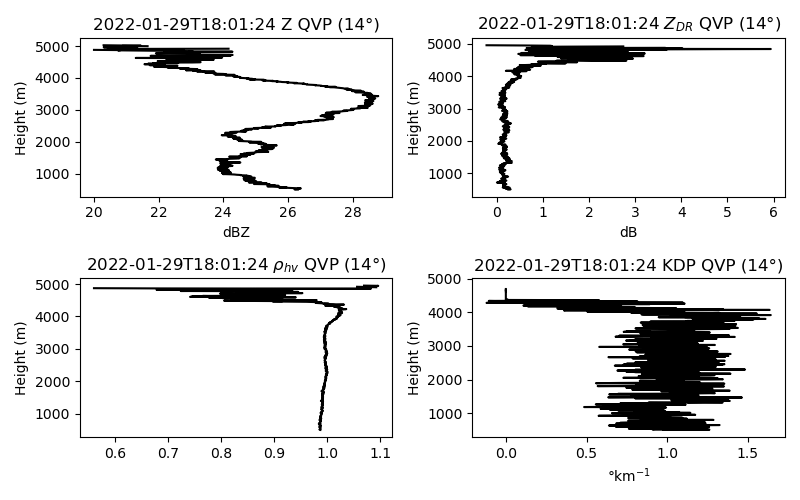 2022-01-29T18:01:24 Z QVP (14°)
5000
4000
3000
2000
1000
Height (m)
20 22 24 26 28
dBZ
2022-01-29T18:01:24 Z_DR QVP (14°)
5000
4000
3000
2000
1000
Height (m)
0 1 2 3 4 5 6
dB
2022-01-29T18:01:24 ρ_hv QVP (14°)
5000
4000
3000
2000
1000
Height (m)
0.6 0.7 0.8 0.9 1.0 1.1
2022-01-29T18:01:24 KDP QVP (14°)
5000
4000
3000
2000
1000
Height (m)
0.0 0.5 1.0 1.5
°km⁻¹